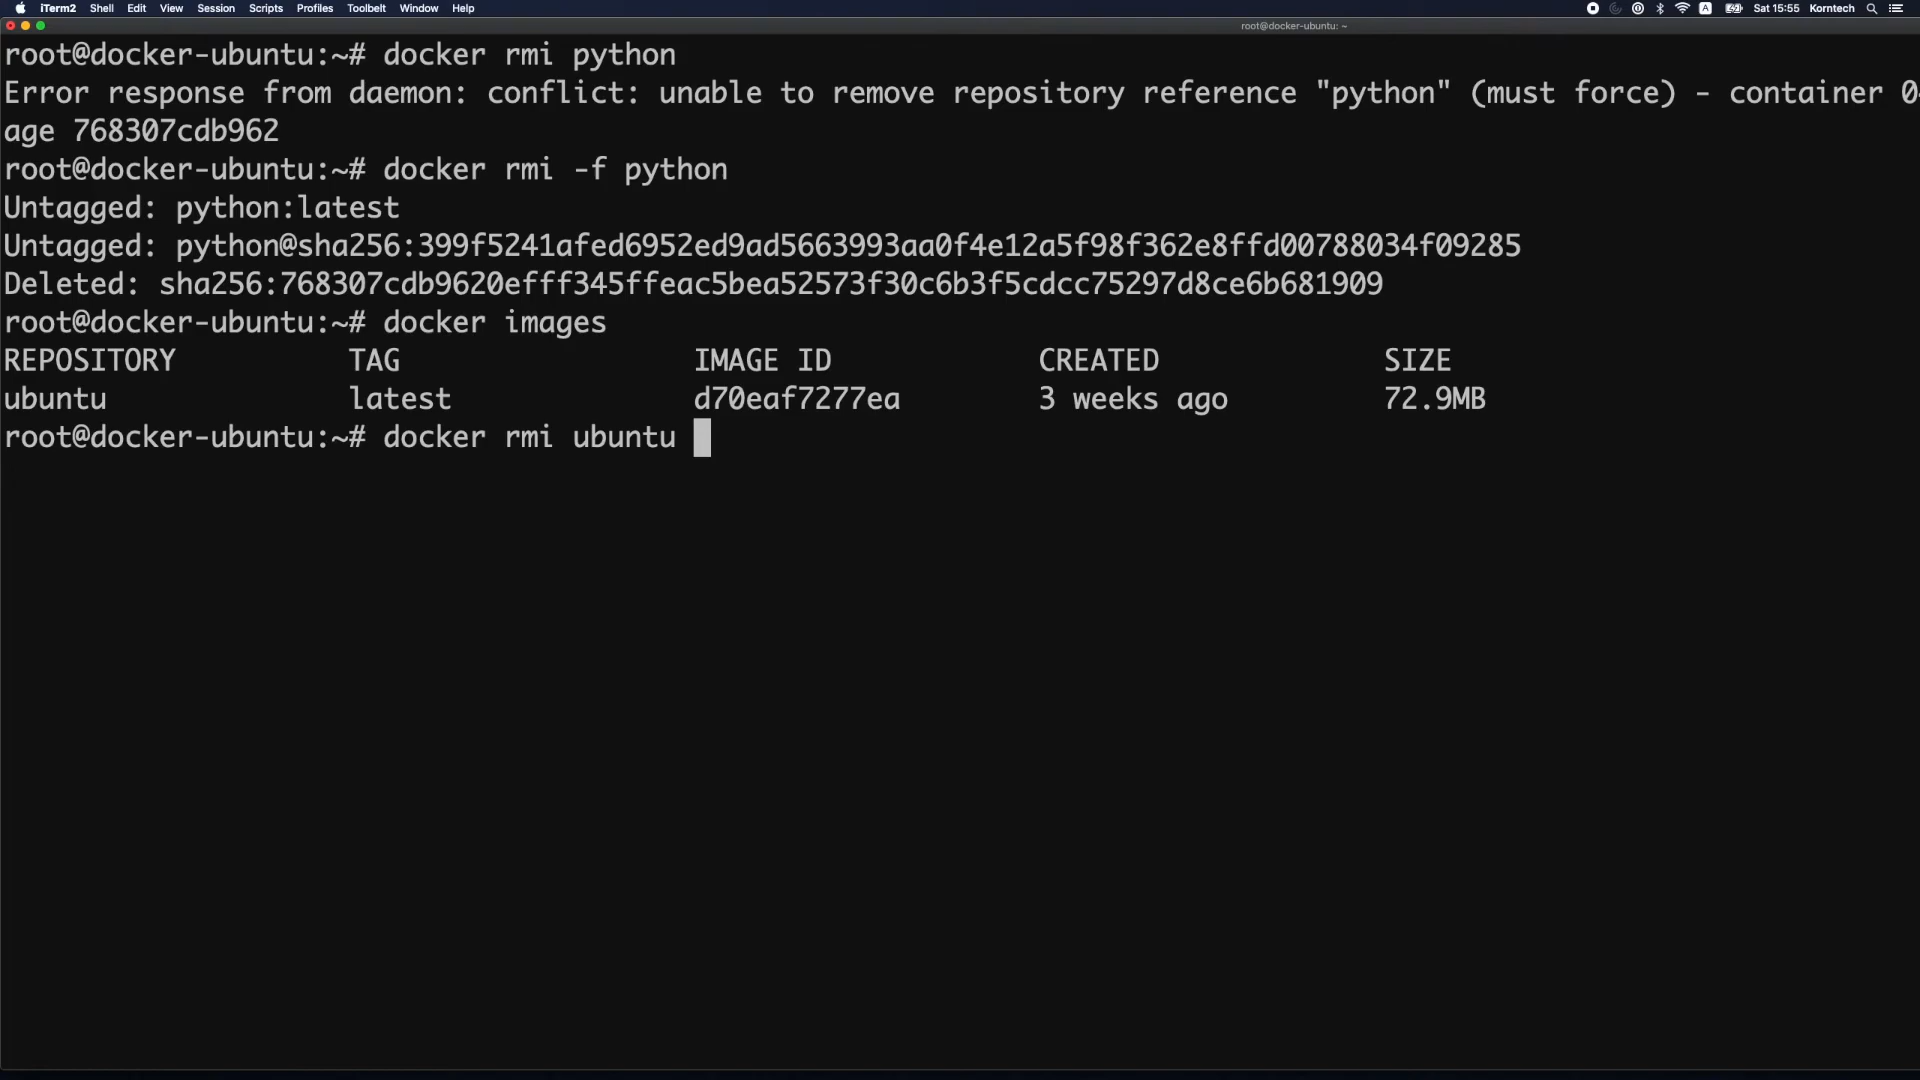 iTerm2 Shell Edit View Session Scripts Profiles Toolbelt Window Help Sat 15:55 Korntech
root@docker-ubuntu: ~
root@docker-ubuntu:~# docker rmi python
Error response from daemon: conflict: unable to remove repository reference "python" (must force) - container
age 768307cdb962
root@docker-ubuntu:~# docker rmi -f python
Untagged: python:latest
Untagged: python@sha256:399f5241afed6952ed9ad5663993aa0f4e12a5f98f362e8ffd00788034f09285
Deleted: sha256:768307cdb9620efff345ffeac5bea52573f30c6b3f5cdcc75297d8ce6b681909
root@docker-ubuntu:~# docker images
REPOSITORY TAG IMAGE ID CREATED SIZE
ubuntu latest d70eaf7277ea 3 weeks ago 72.9MB
root@docker-ubuntu:~# docker rmi ubuntu